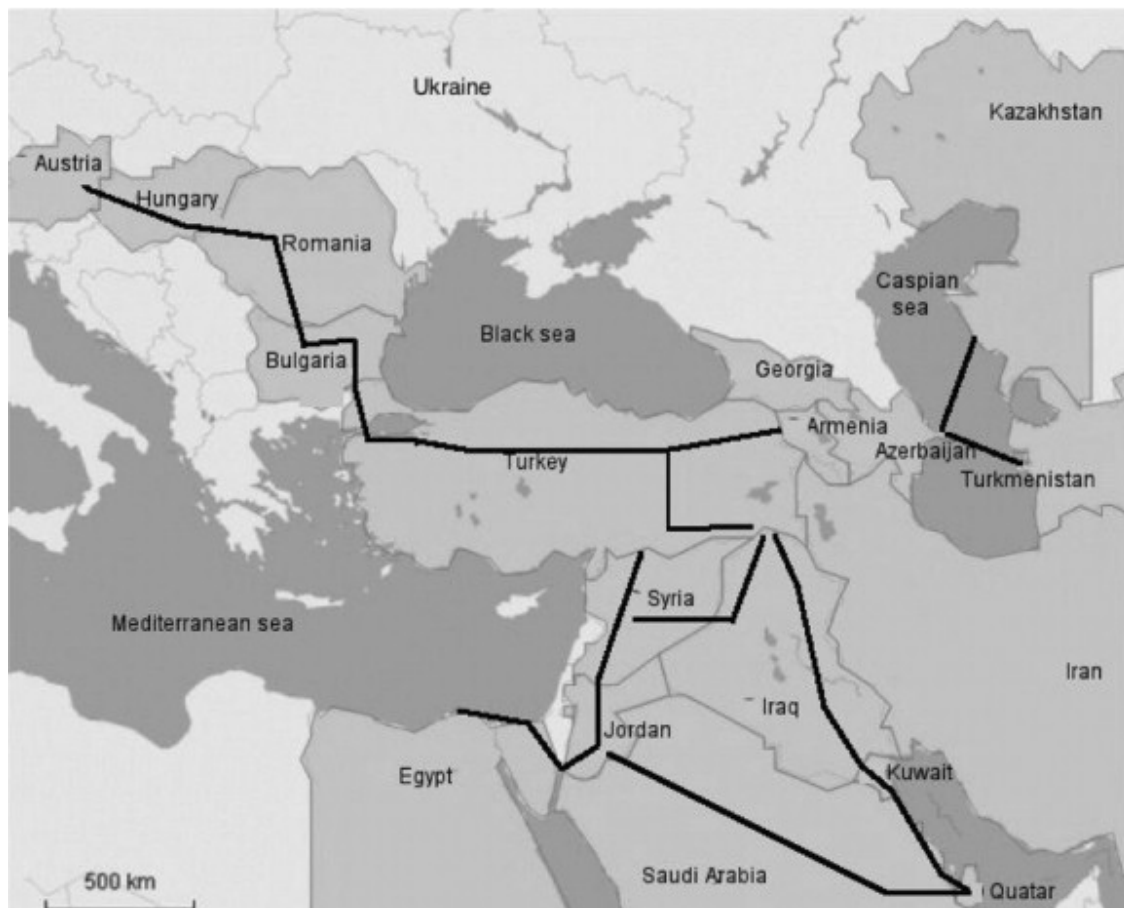 Ukraine
Kazakhstan
Austria
Hungary
Romania
Caspian
sea
Black sea
Bulgaria
Georgia
Armenia
Azerbaijan
Turkey
Turkmenistan
Syria
Mediterranean sea
Iran
Iraq
Jordan
Egypt
Kuwait
500 km
Saudi Arabia
Quatar